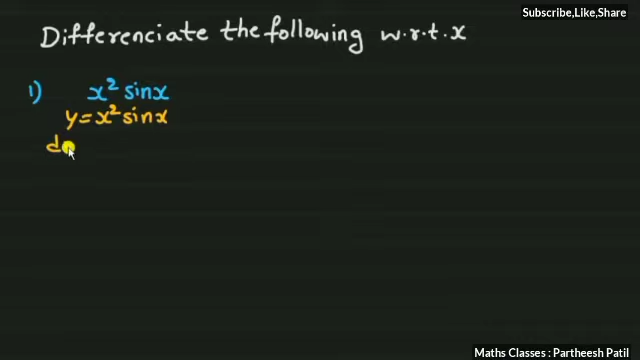 Subscribe,Like,Share
Differenciate the following w.r.t.x
1) x² sinx
y=x² sinx
d
Maths Classes : Partheesh Patil